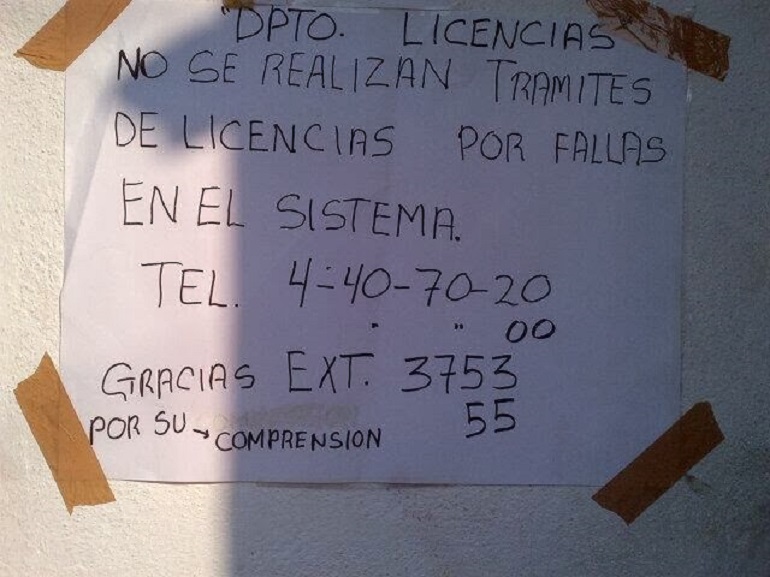 "DPTO. LICENCIAS
NO SE REALIZAN TRAMITES
DE LICENCIAS POR FALLAS
EN EL SISTEMA.
TEL. 4-40-70-20
" " 00
GRACIAS EXT. 3753
55
POR SU → COMPRENSION